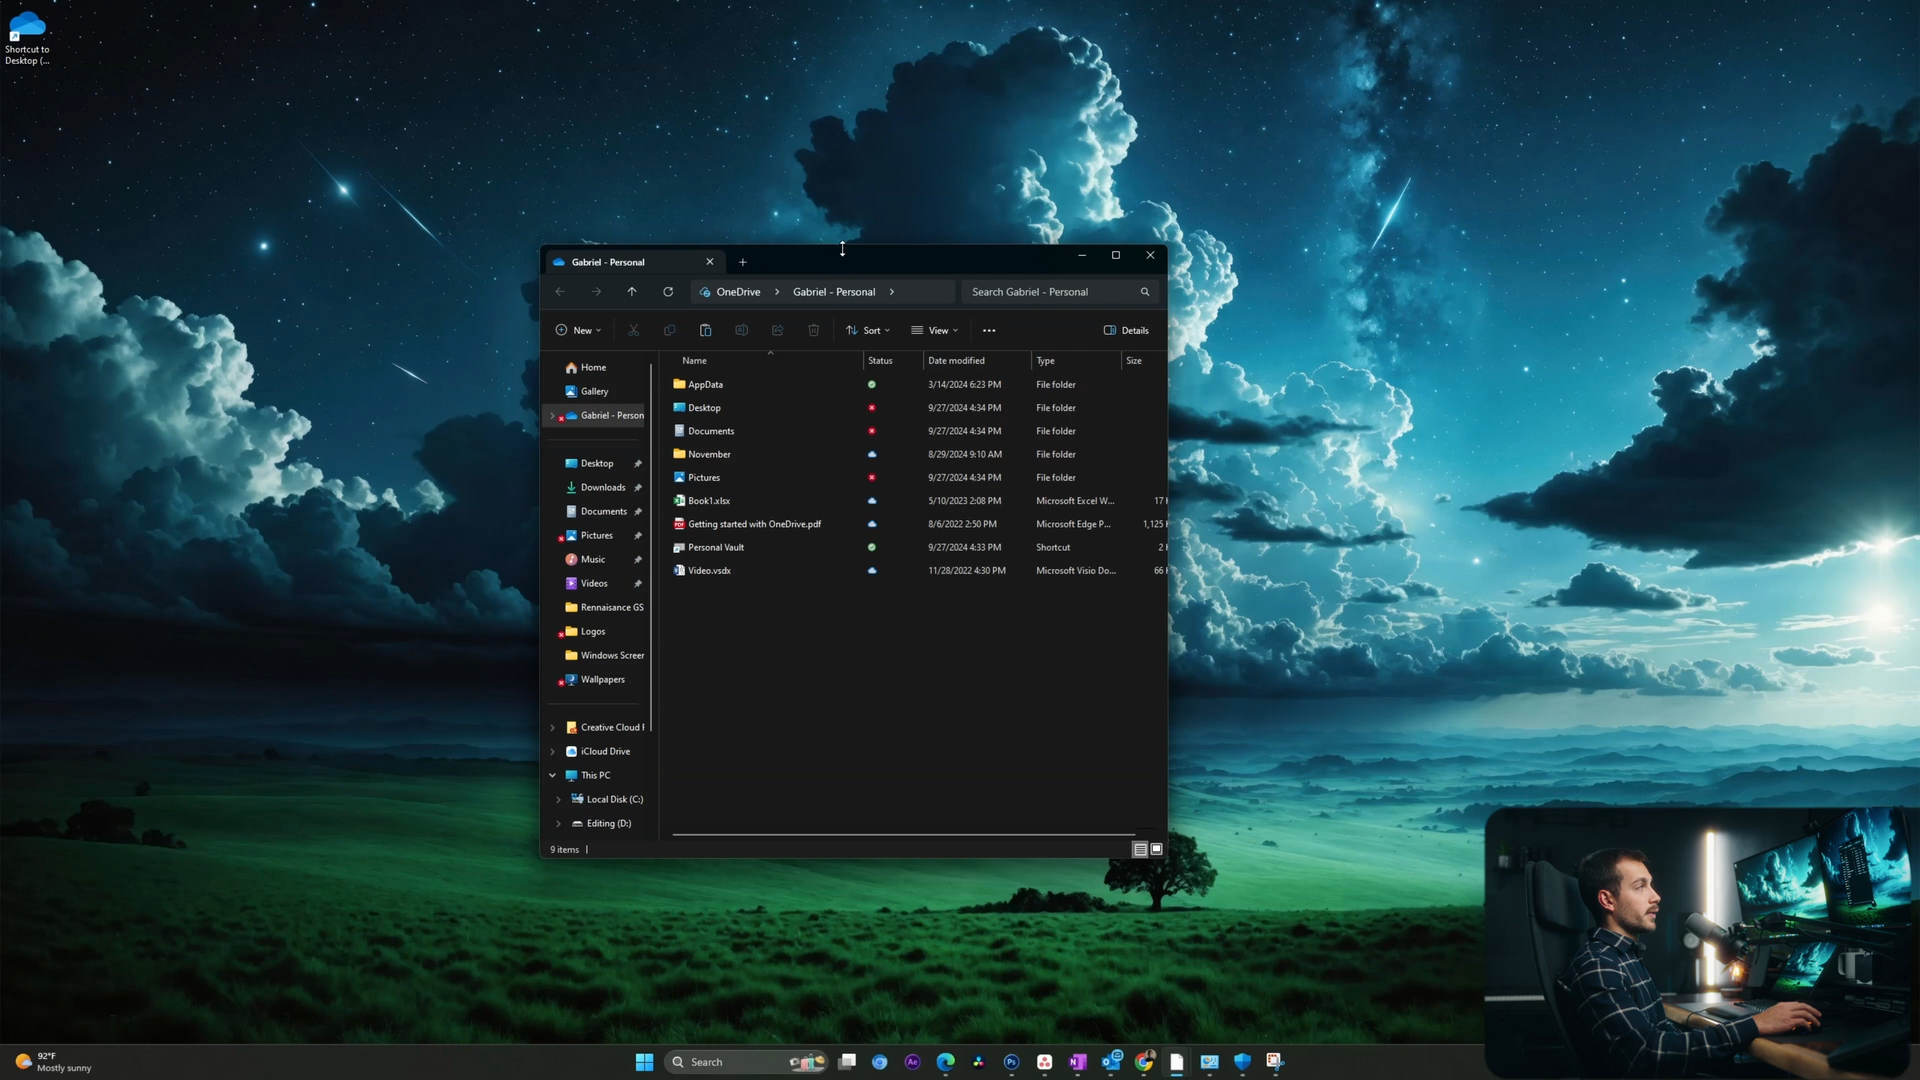 Shortcut to
Desktop (...
Gabriel - Personal
OneDrive > Gabriel - Personal >
Search Gabriel - Personal
New
Sort
View
Details
Name Status Date modified Type Size
AppData 3/14/2024 6:23 PM File folder
Desktop 9/27/2024 4:34 PM File folder
Documents 9/27/2024 4:34 PM File folder
November 8/29/2024 9:10 AM File folder
Pictures 9/27/2024 4:34 PM File folder
Book1.xlsx 5/10/2023 2:08 PM Microsoft Excel W... 17
Getting started with OneDrive.pdf 8/6/2022 2:50 PM Microsoft Edge P... 1,125
Personal Vault 9/27/2024 4:33 PM Shortcut 2
Video.vsdx 11/28/2022 4:30 PM Microsoft Visio Do... 66
Home
Gallery
Gabriel - Person
Desktop
Downloads
Documents
Pictures
Music
Videos
Rennaisance GS
Logos
Windows Screer
Wallpapers
Creative Cloud F
iCloud Drive
This PC
Local Disk (C:)
Editing (D:)
9 items
92°F
Mostly sunny
Search
Ae
Ps